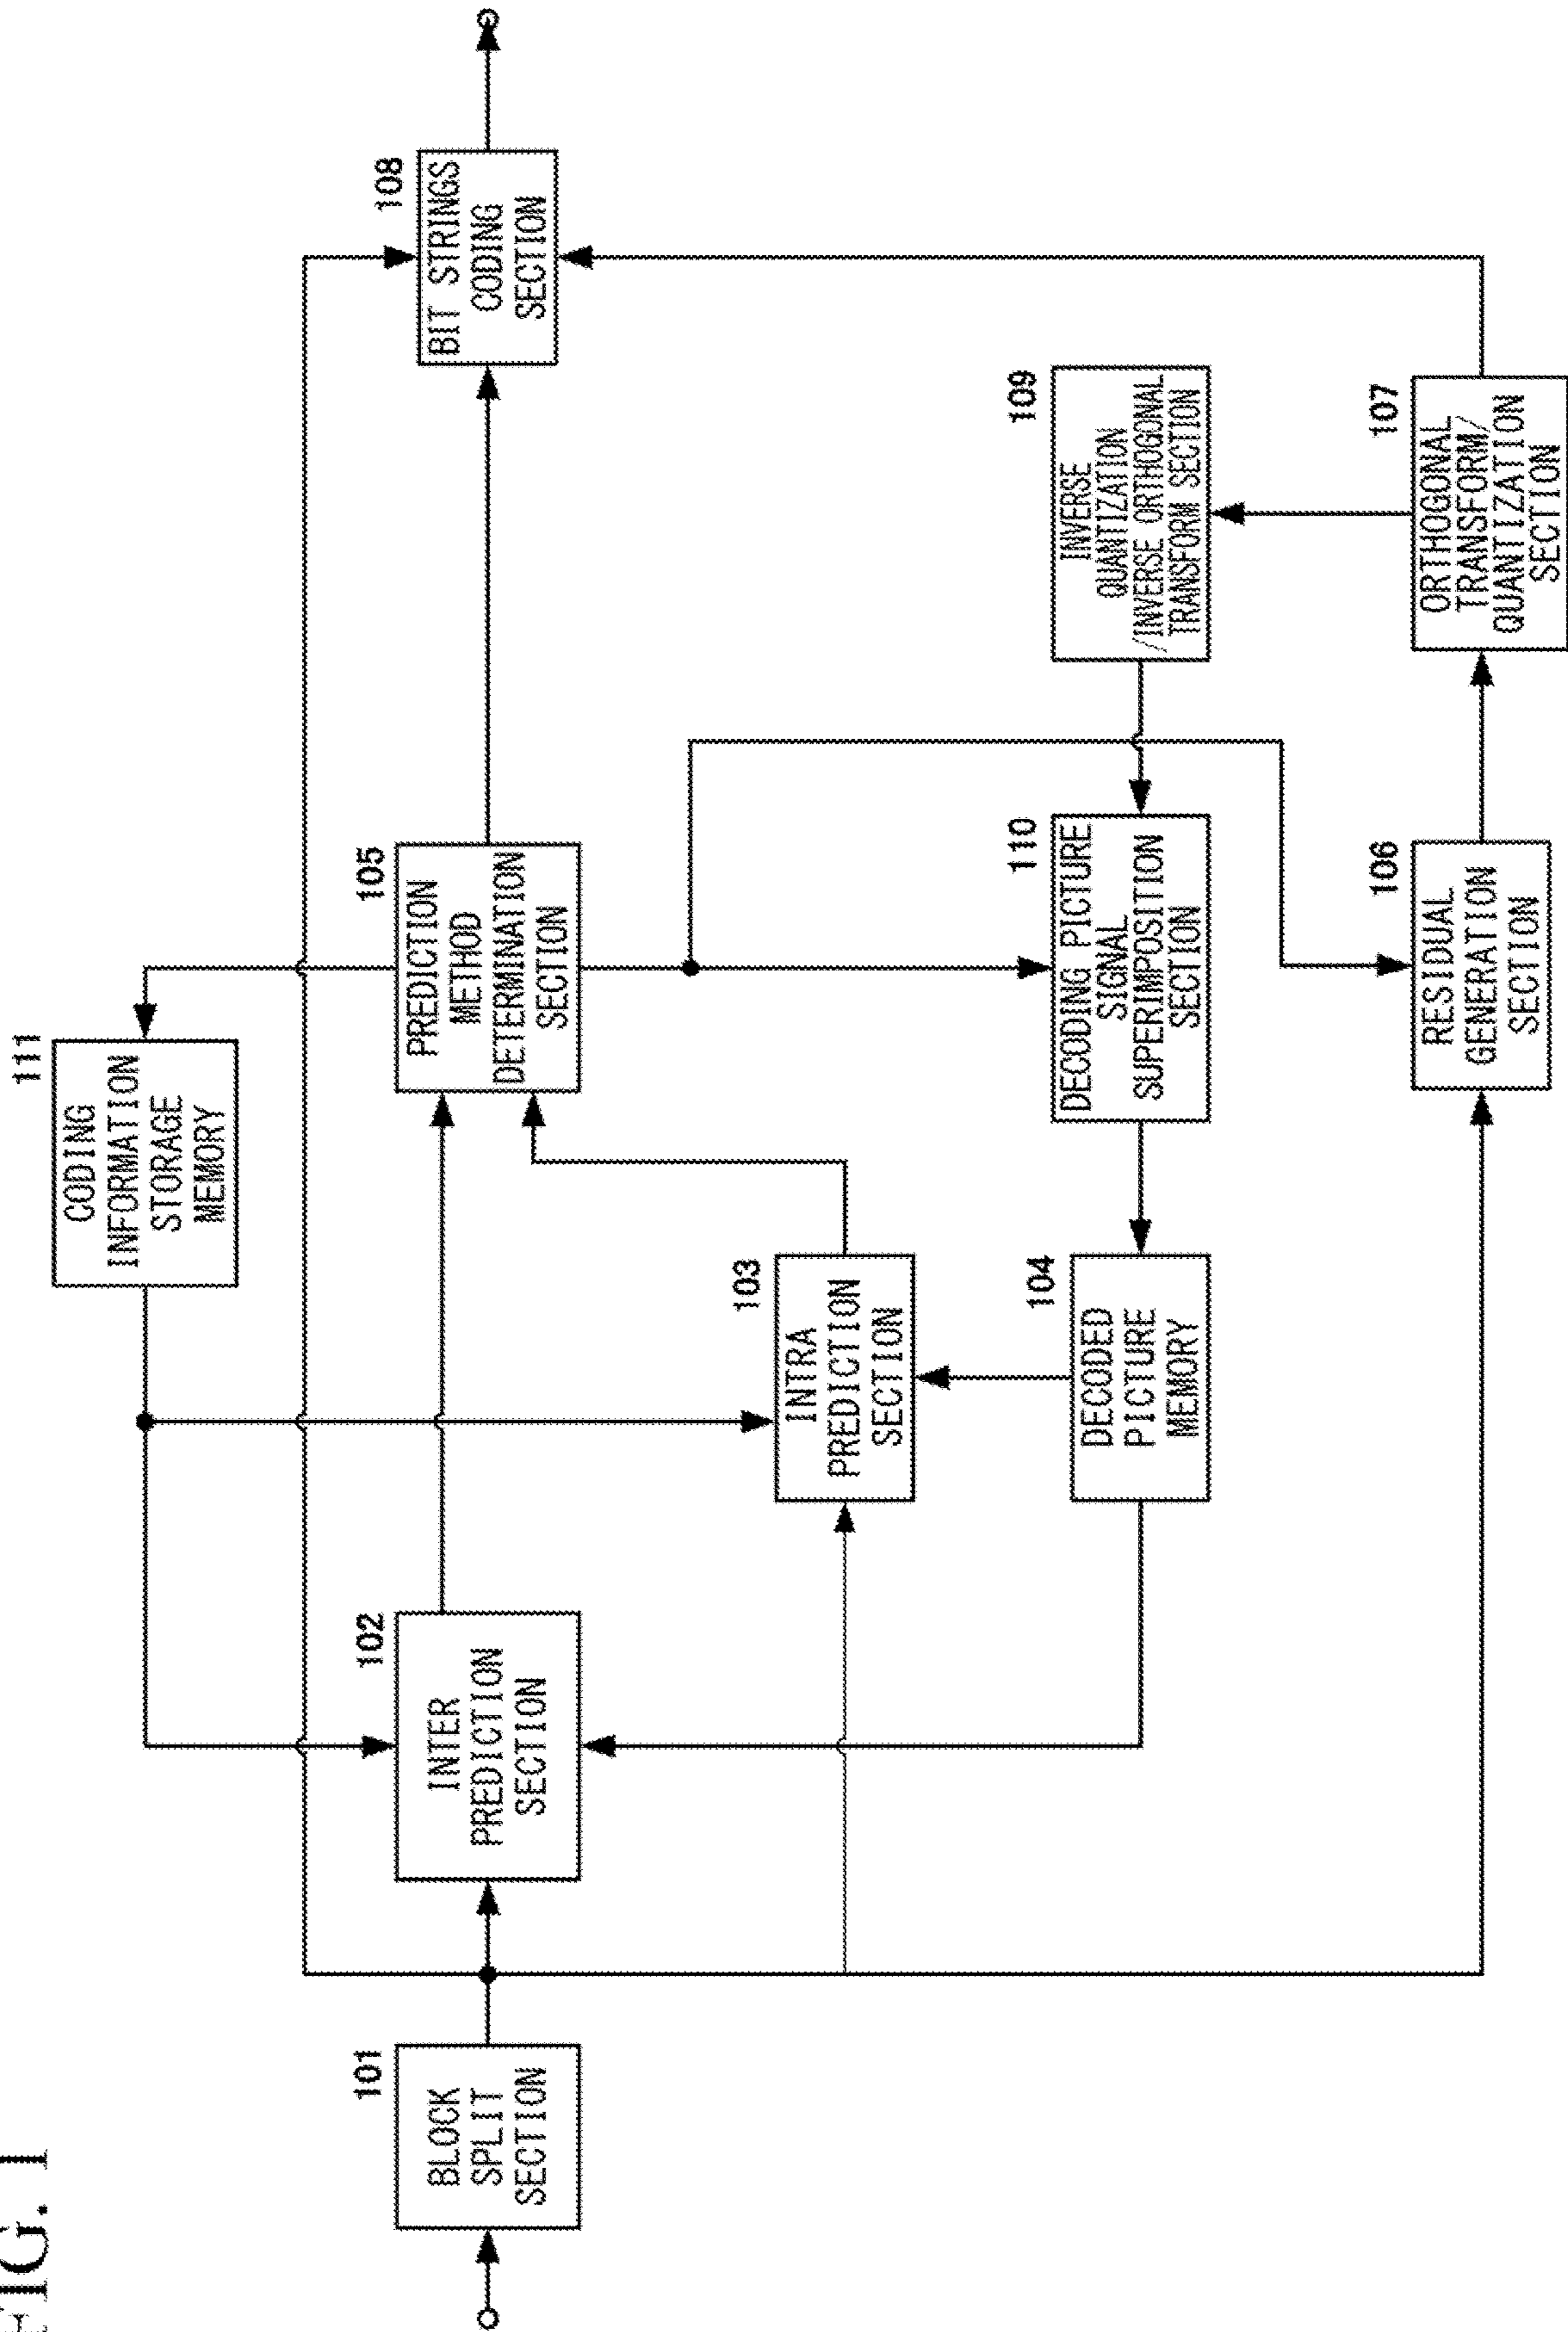 FIG. 1
111
CODING
INFORMATION
STORAGE
MEMORY
108
BIT STRINGS
CODING
SECTION
101
BLOCK
SPLIT
SECTION
102
INTER
PREDICTION
SECTION
105
PREDICTION
METHOD
DETERMINATION
SECTION
103
INTRA
PREDICTION
SECTION
104
DECODED
PICTURE
MEMORY
110
DECODING PICTURE
SIGNAL
SUPERIMPOSITION
SECTION
109
INVERSE
QUANTIZATION
/INVERSE ORTHOGONAL
TRANSFORM SECTION
106
RESIDUAL
GENERATION
SECTION
107
ORTHOGONAL
TRANSFORM/
QUANTIZATION
SECTION